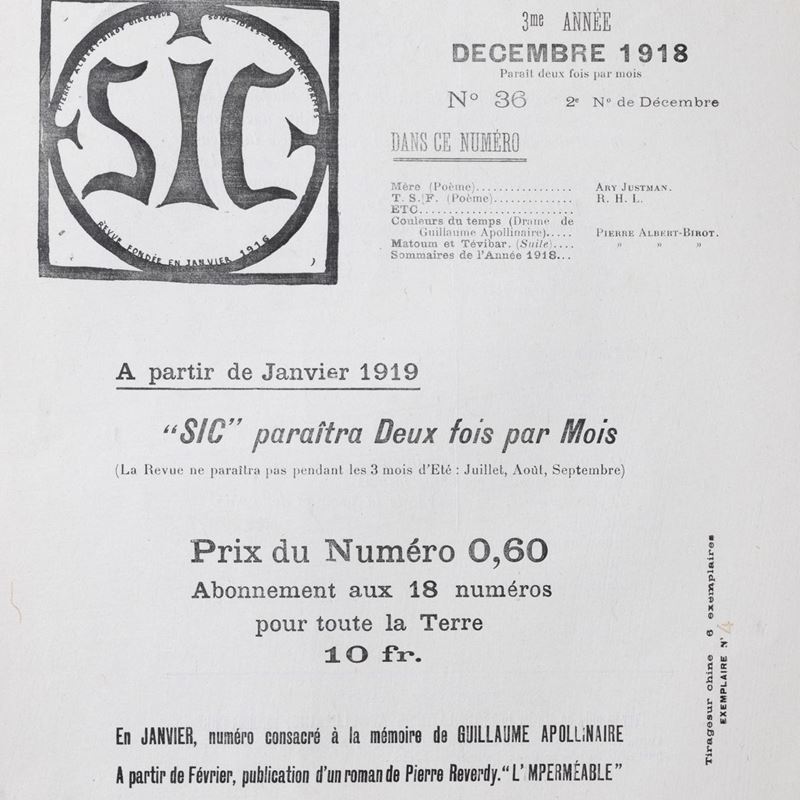 PIERRE ALBERT-BIROT DIRECTEUR
SONS-IDÉES-COULEURS-FORMES
SIC
REVUE FONDÉE EN JANVIER 1916
3me ANNÉE
DECEMBRE 1918
Paraît deux fois par mois
No 36 2e No de Décembre
DANS CE NUMÉRO
Mère (Poème)................ ARY JUSTMAN.
T. S. F. (Poème).............. R. H. L.
ETC..........................
Couleurs du temps (Drame de
Guillaume Apollinaire)..... PIERRE ALBERT-BIROT.
Matoum et Tévibar. (Suite).... » » »
Sommaires de l'Année 1918...
A partir de Janvier 1919
“SIC” paraîtra Deux fois par Mois
(La Revue ne paraîtra pas pendant les 3 mois d'Eté : Juillet, Août, Septembre)
Prix du Numéro 0,60
Abonnement aux 18 numéros
pour toute la Terre
10 fr.
En JANVIER, numéro consacré à la mémoire de GUILLAUME APOLLINAIRE
A partir de Février, publication d'un roman de Pierre Reverdy. “L' MPERMÉABLE”
Tirage sur chine 6 exemplaires
EXEMPLAIRE N° 4